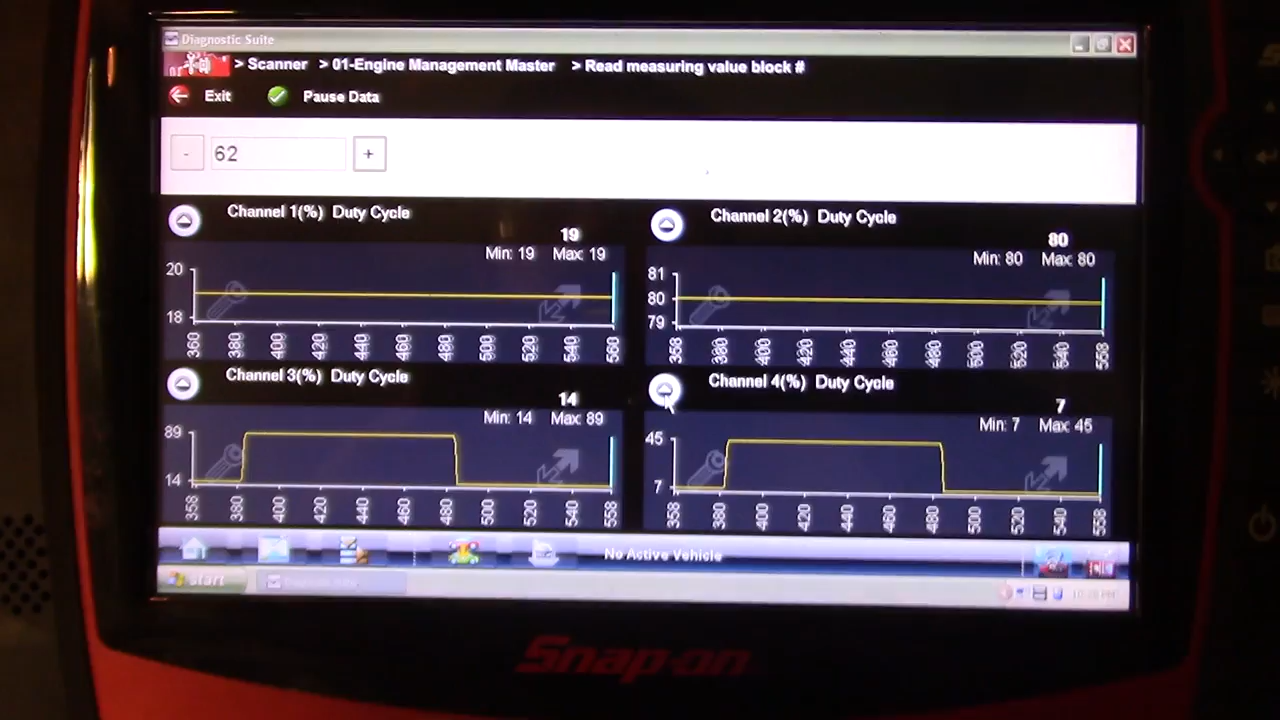 Diagnostic Suite
> Scanner > 01-Engine Management Master > Read measuring value block #
Exit Pause Data
- 62 +
Channel 1(%) Duty Cycle
19
Min: 19 Max: 19
20
18
360 380 400 420 440 460 480 500 520 540 560
Channel 2(%) Duty Cycle
80
Min: 80 Max: 80
81
80
79
358 380 400 420 440 460 480 500 520 540 558
Channel 3(%) Duty Cycle
14
Min: 14 Max: 89
89
14
358 380 400 420 440 460 480 500 520 540 558
Channel 4(%) Duty Cycle
7
Min: 7 Max: 45
45
7
358 380 400 420 440 460 480 500 520 540 558
No Active Vehicle
start Diagnostic Suite
Snap-on